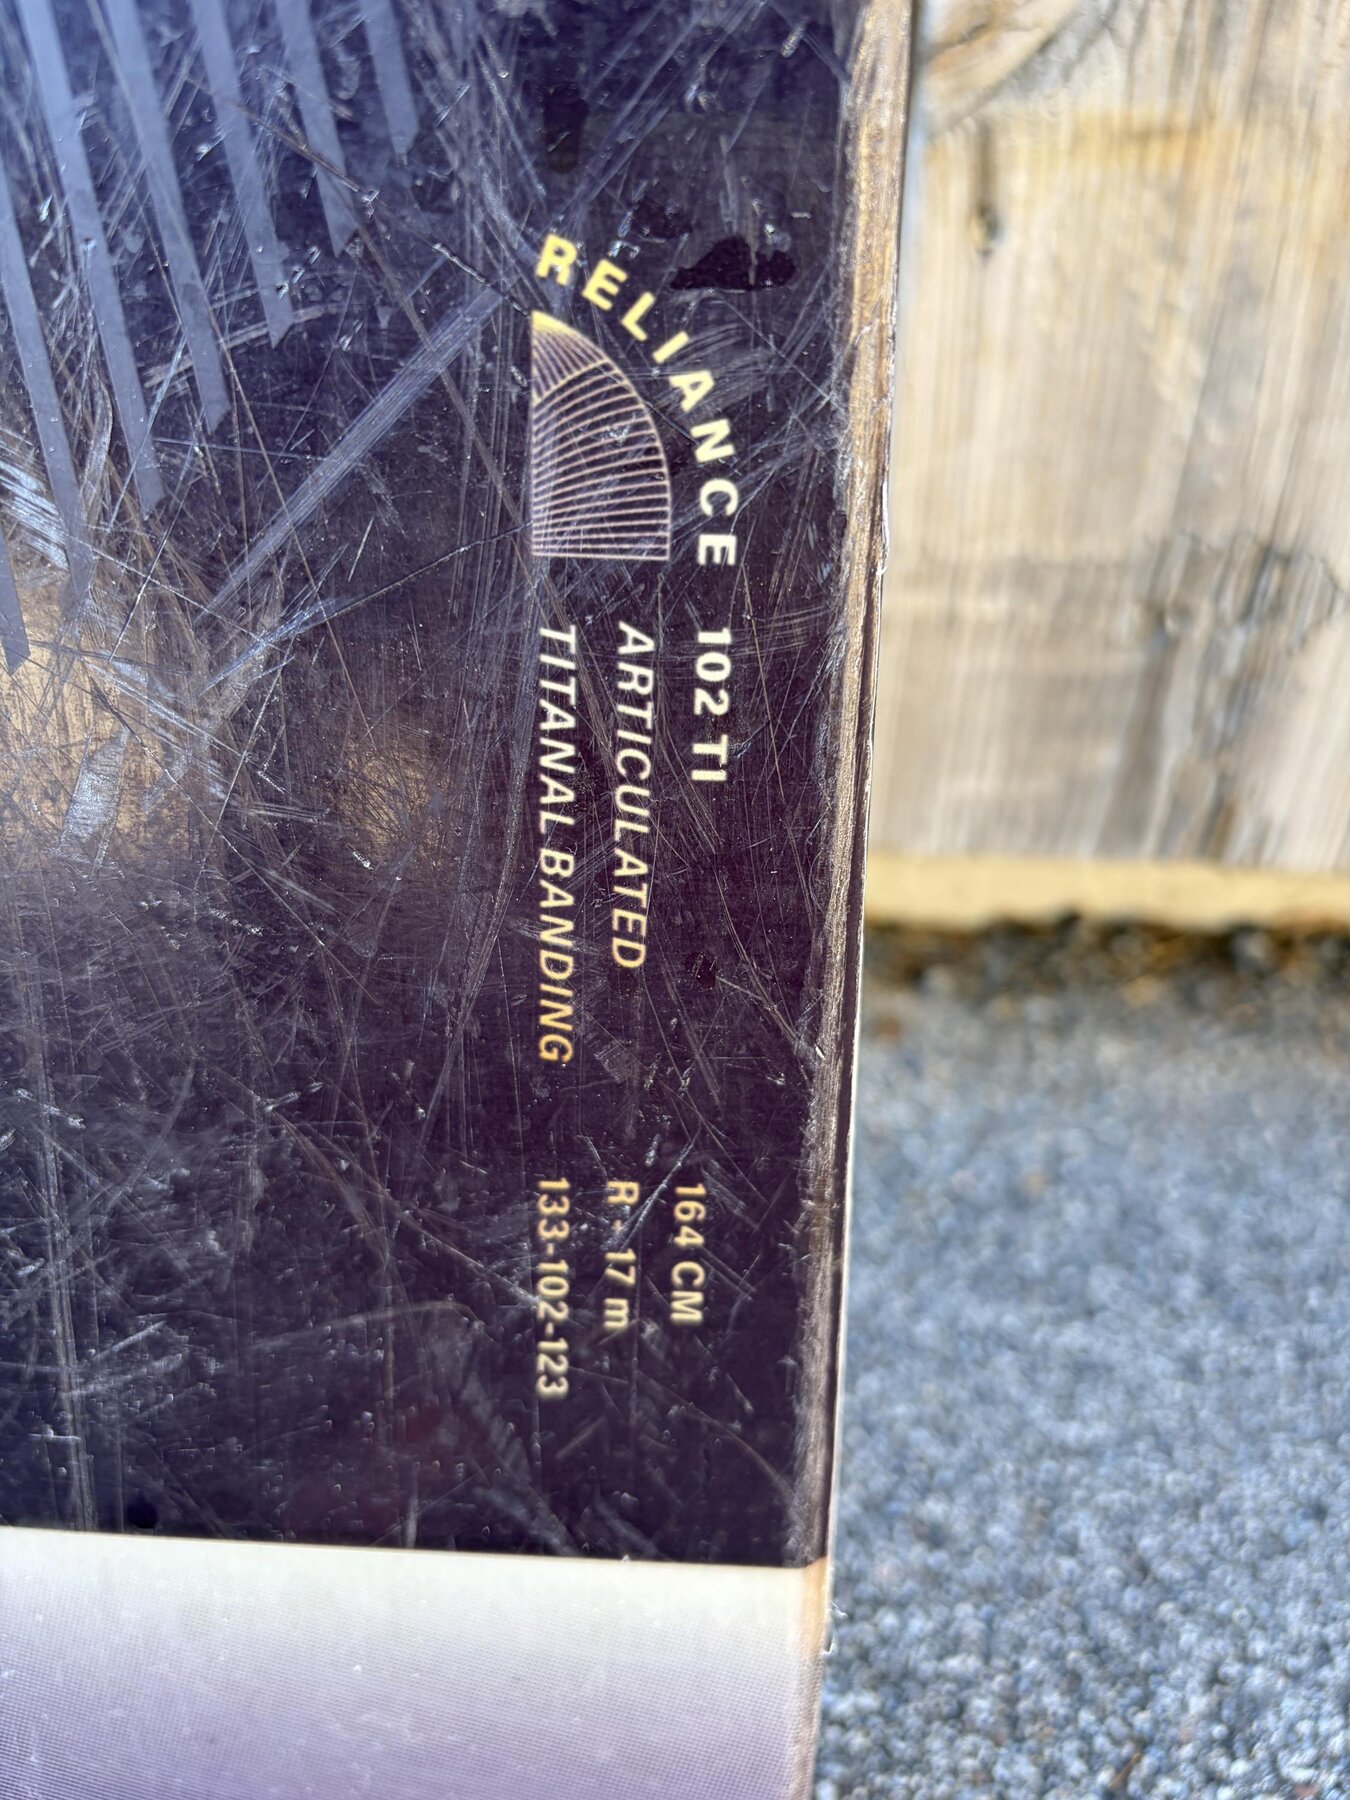 RELIANCE 102 TI
ARTICULATED
TITANAL BANDING
164 CM
R - 17 m
133-102-123